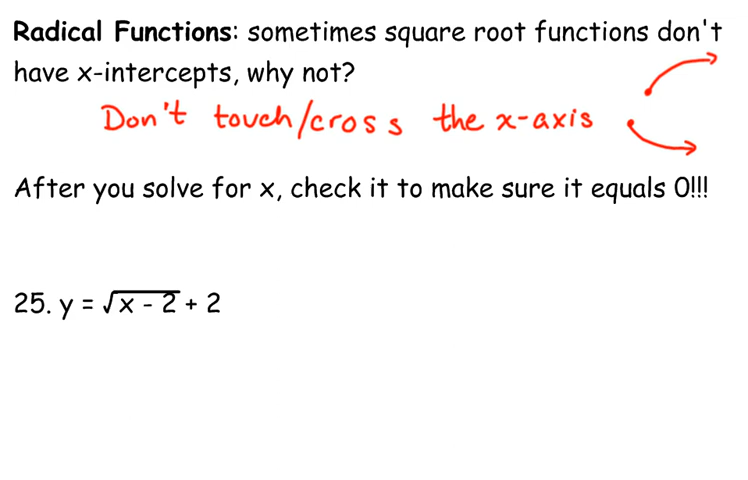 Radical Functions: sometimes square root functions don't
have x-intercepts, why not?
Don't touch/cross the x-axis
After you solve for x, check it to make sure it equals 0!!!
25. y = √x - 2 + 2